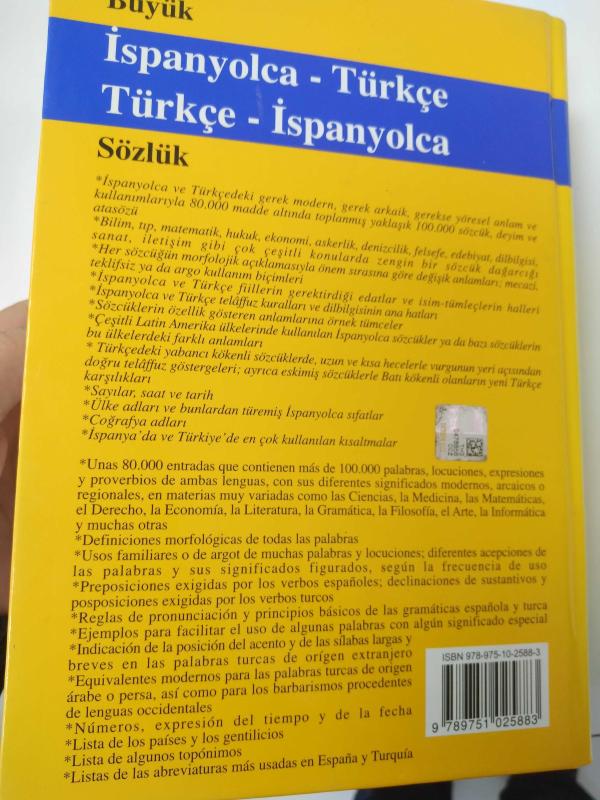 Büyük
İspanyolca - Türkçe
Türkçe - İspanyolca
Sözlük
*İspanyolca ve Türkçedeki gerek modern, gerek arkaik, gerekse yöresel anlam ve
kullanımlarıyla 80.000 madde altında toplanmış yaklaşık 100.000 sözcük, deyim ve
atasözü
*Bilim, tıp, matematik, hukuk, ekonomi, askerlik, denizcilik, felsefe, edebiyat, dilbilgisi,
sanat, iletişim gibi çok çeşitli konularda zengin bir sözcük dağarcığı
*Her sözcüğün morfolojik açıklamasıyla önem sırasına göre değişik anlamları; mecazi,
teklifsiz ya da argo kullanım biçimleri
*İspanyolca ve Türkçe fiillerin gerektirdiği edatlar ve isim-tümleçlerin halleri
*İspanyolca ve Türkçe telâffuz kuralları ve dilbilgisinin ana hatları
*Sözcüklerin özellik gösteren anlamlarına örnek tümceler
*Çeşitli Latin Amerika ülkelerinde kullanılan İspanyolca sözcükler ya da bazı sözcüklerin
bu ülkelerdeki farklı anlamları
* Türkçedeki yabancı kökenli sözcüklerde, uzun ve kısa hecelerle vurgunun yeri açısından
doğru telâffuz göstergeleri; ayrıca eskimiş sözcüklerle Batı kökenli olanların yeni Türkçe
karşılıkları
*Sayılar, saat ve tarih
*Ülke adları ve bunlardan türemiş İspanyolca sıfatlar
*Coğrafya adları
*İspanya'da ve Türkiye'de en çok kullanılan kısaltmalar
*Unas 80.000 entradas que contienen más de 100.000 palabras, locuciones, expresiones
y proverbios de ambas lenguas, con sus diferentes significados modernos, arcaicos o
regionales, en materias muy variadas como las Ciencias, la Medicina, las Matemáticas,
el Derecho, la Economía, la Literatura, la Gramática, la Filosofía, el Arte, la Informática
y muchas otras
*Definiciones morfológicas de todas las palabras
*Usos familiares o de argot de muchas palabras y locuciones; diferentes acepciones de
las palabras y sus significados figurados, según la frecuencia de uso
*Preposiciones exigidas por los verbos españoles; declinaciones de sustantivos y
posposiciones exigidas por los verbos turcos
*Reglas de pronunciación y principios básicos de las gramáticas española y turca
*Ejemplos para facilitar el uso de algunas palabras con algún significado especial
*Indicación de la posición del acento y de las sílabas largas y
breves en las palabras turcas de orígen extranjero
*Equivalentes modernos para las palabras turcas de origen
árabe o persa, así como para los barbarismos procedentes
de lenguas occidentales
*Números, expresión del tiempo y de la fecha
*Lista de los países y los gentilicios
*Lista de algunos topónimos
*Listas de las abreviaturas más usadas en España y Turquía
ISBN 978-975-10-2588-3
9 789751 025883